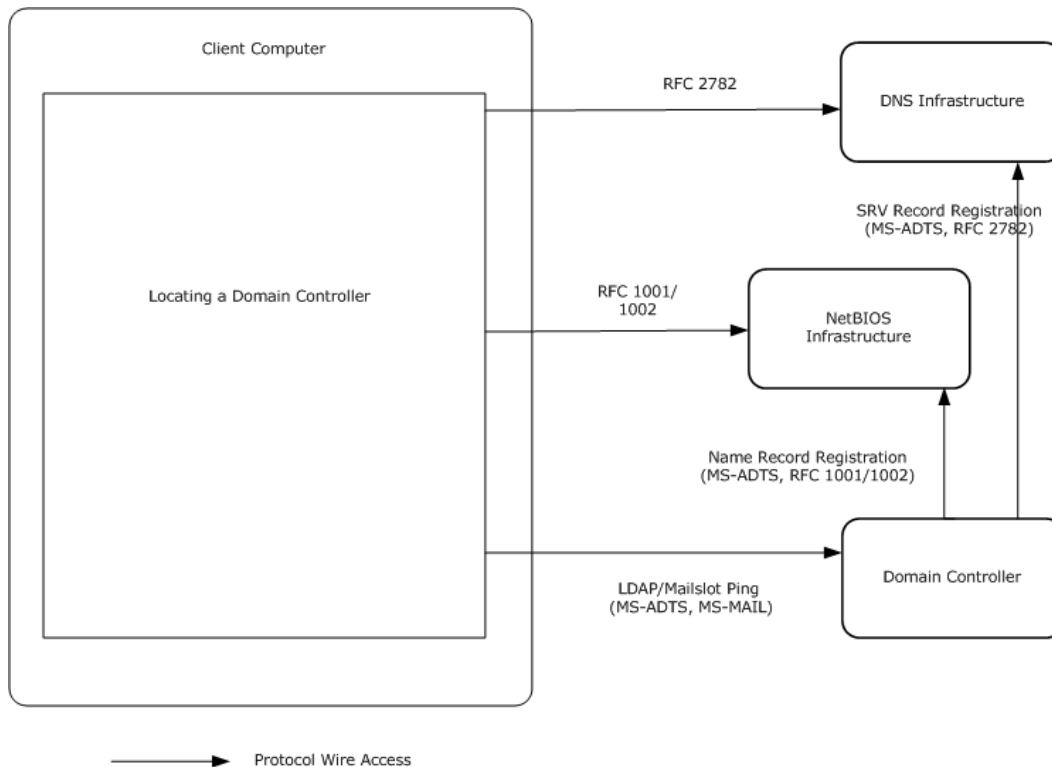 Client Computer
RFC 2782
DNS Infrastructure
SRV Record Registration
(MS-ADTS, RFC 2782)
Locating a Domain Controller
RFC 1001/
1002
NetBIOS
Infrastructure
Name Record Registration
(MS-ADTS, RFC 1001/1002)
Domain Controller
LDAP/Mailslot Ping
(MS-ADTS, MS-MAIL)
Protocol Wire Access